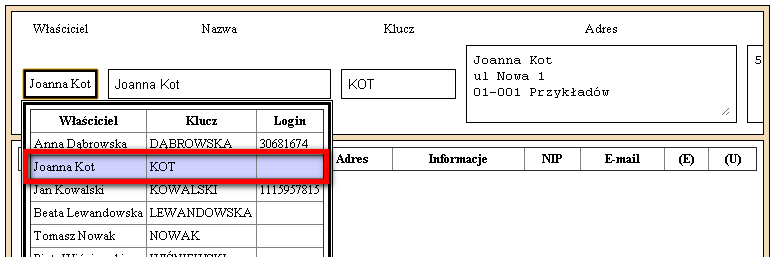 Właściciel Nazwa Klucz Adres
Joanna Kot Joanna Kot KOT Joanna Kot
ul Nowa 1
01-001 Przykładów
5
Właściciel Klucz Login
Anna Dąbrowska DĄBROWSKA 30681674
Joanna Kot KOT
Jan Kowalski KOWALSKI 1115957815
Beata Lewandowska LEWANDOWSKA
Tomasz Nowak NOWAK
Adres Informacje NIP E-mail (E) (U)